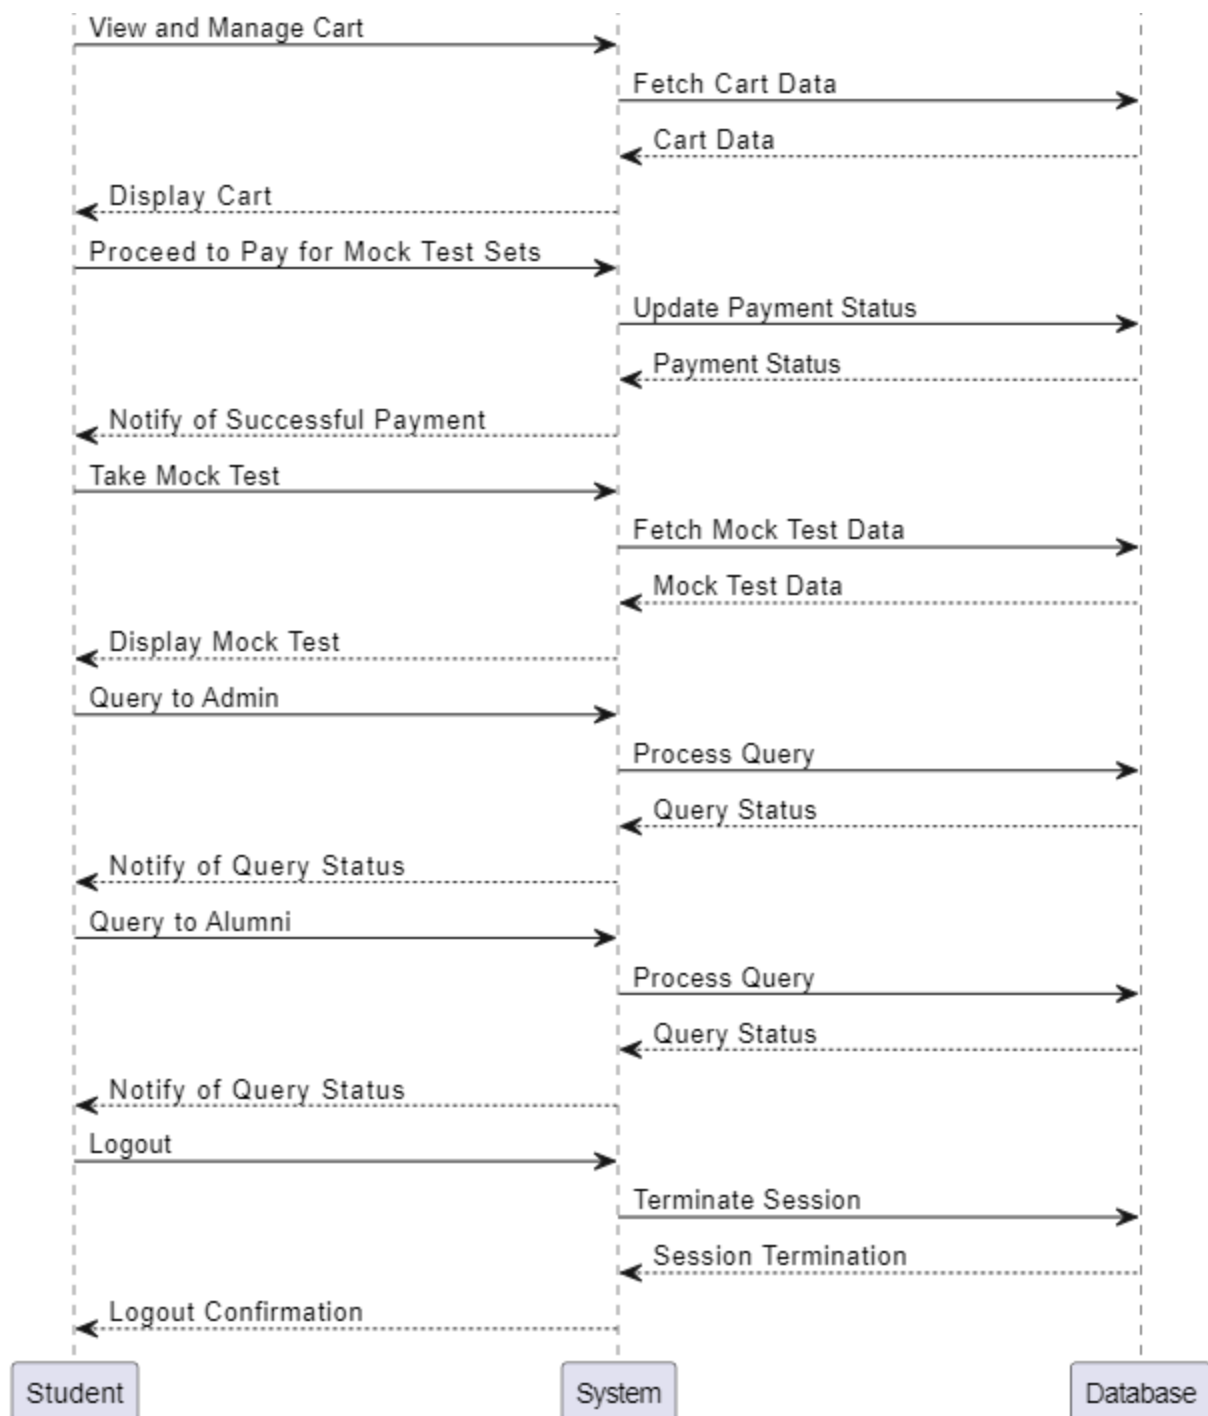 View and Manage Cart
Fetch Cart Data
Cart Data
Display Cart
Proceed to Pay for Mock Test Sets
Update Payment Status
Payment Status
Notify of Successful Payment
Take Mock Test
Fetch Mock Test Data
Mock Test Data
Display Mock Test
Query to Admin
Process Query
Query Status
Notify of Query Status
Query to Alumni
Process Query
Query Status
Notify of Query Status
Logout
Terminate Session
Session Termination
Logout Confirmation
Student System Database